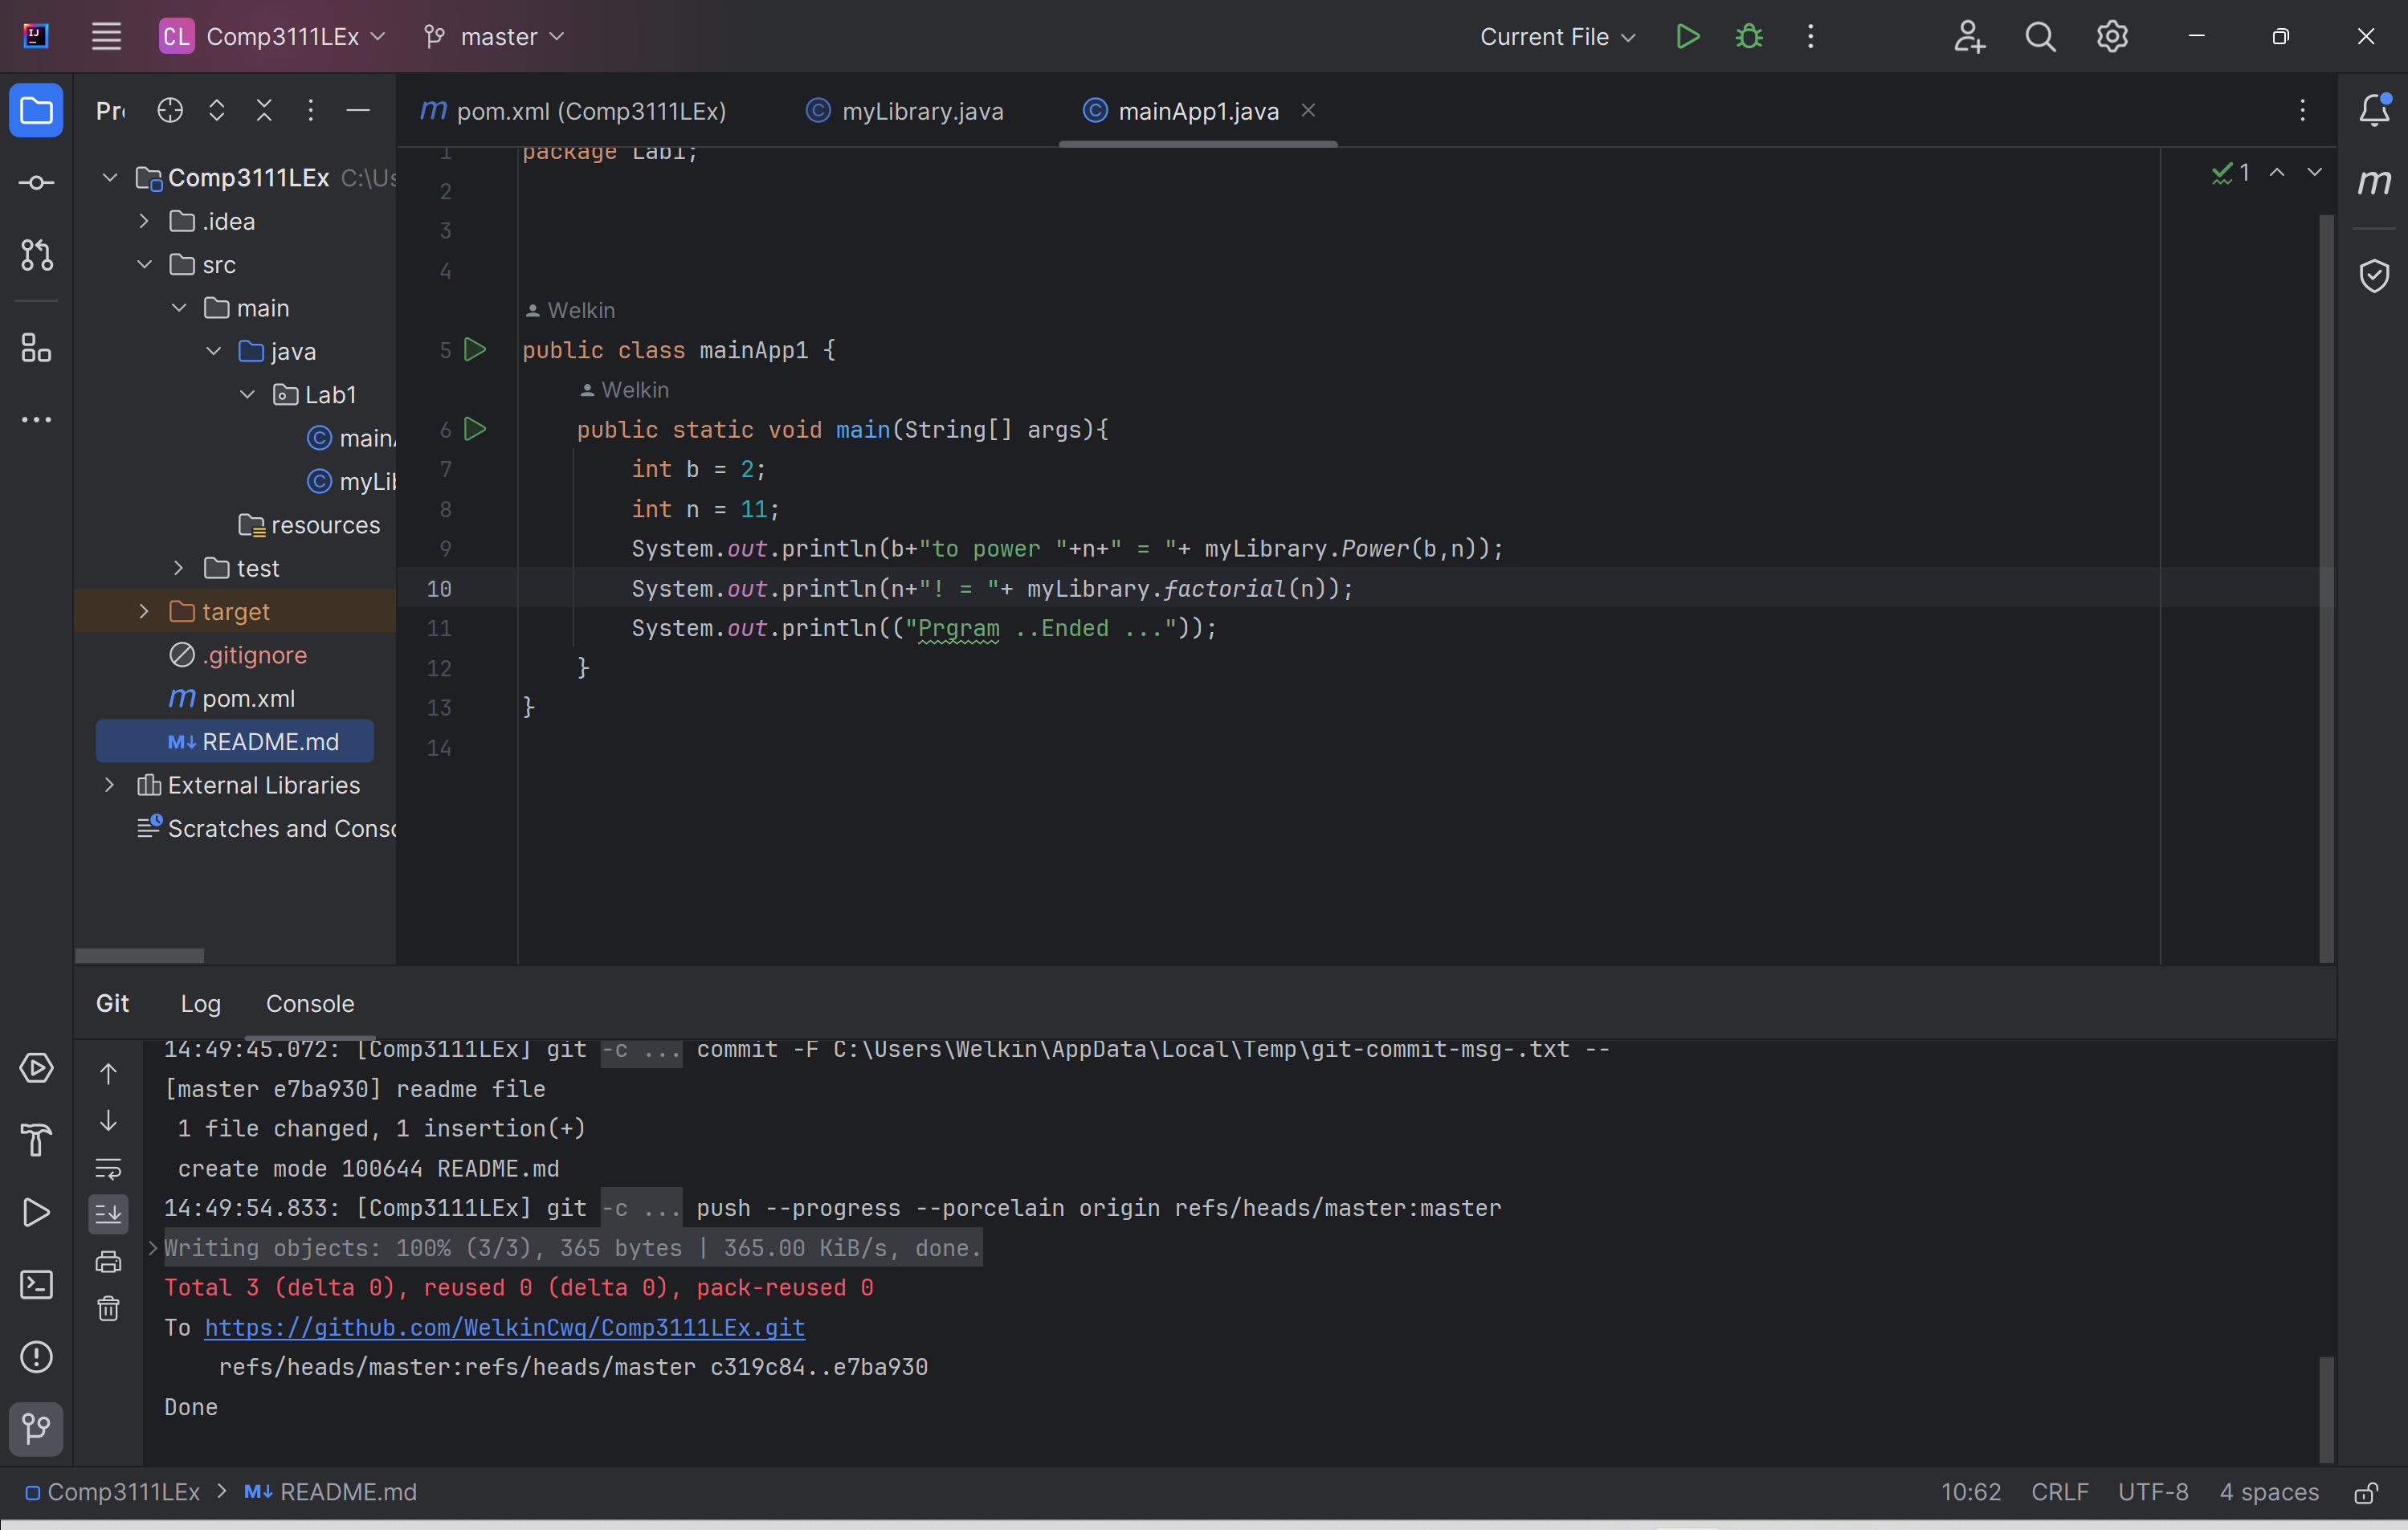 CL Comp3111LEx master Current File
Pr
pom.xml (Comp3111LEx) myLibrary.java mainApp1.java
Comp3111LEx C:\Us
.idea
src
main
java
Lab1
main
myLib
resources
test
target
.gitignore
pom.xml
README.md
External Libraries
Scratches and Conso
1 package Lab1;
2
3
4
Welkin
5 public class mainApp1 {
Welkin
6 public static void main(String[] args){
7 int b = 2;
8 int n = 11;
9 System.out.println(b+"to power "+n+" = "+ myLibrary.Power(b,n));
10 System.out.println(n+"! = "+ myLibrary.factorial(n));
11 System.out.println(("Prgram ..Ended ..."));
12 }
13 }
14
1
Git Log Console
14:49:45.072: [Comp3111LEx] git -c ... commit -F C:\Users\Welkin\AppData\Local\Temp\git-commit-msg-.txt --
[master e7ba930] readme file
1 file changed, 1 insertion(+)
create mode 100644 README.md
14:49:54.833: [Comp3111LEx] git -c ... push --progress --porcelain origin refs/heads/master:master
Writing objects: 100% (3/3), 365 bytes | 365.00 KiB/s, done.
Total 3 (delta 0), reused 0 (delta 0), pack-reused 0
To https://github.com/WelkinCwq/Comp3111LEx.git
refs/heads/master:refs/heads/master c319c84..e7ba930
Done
Comp3111LEx > README.md 10:62 CRLF UTF-8 4 spaces